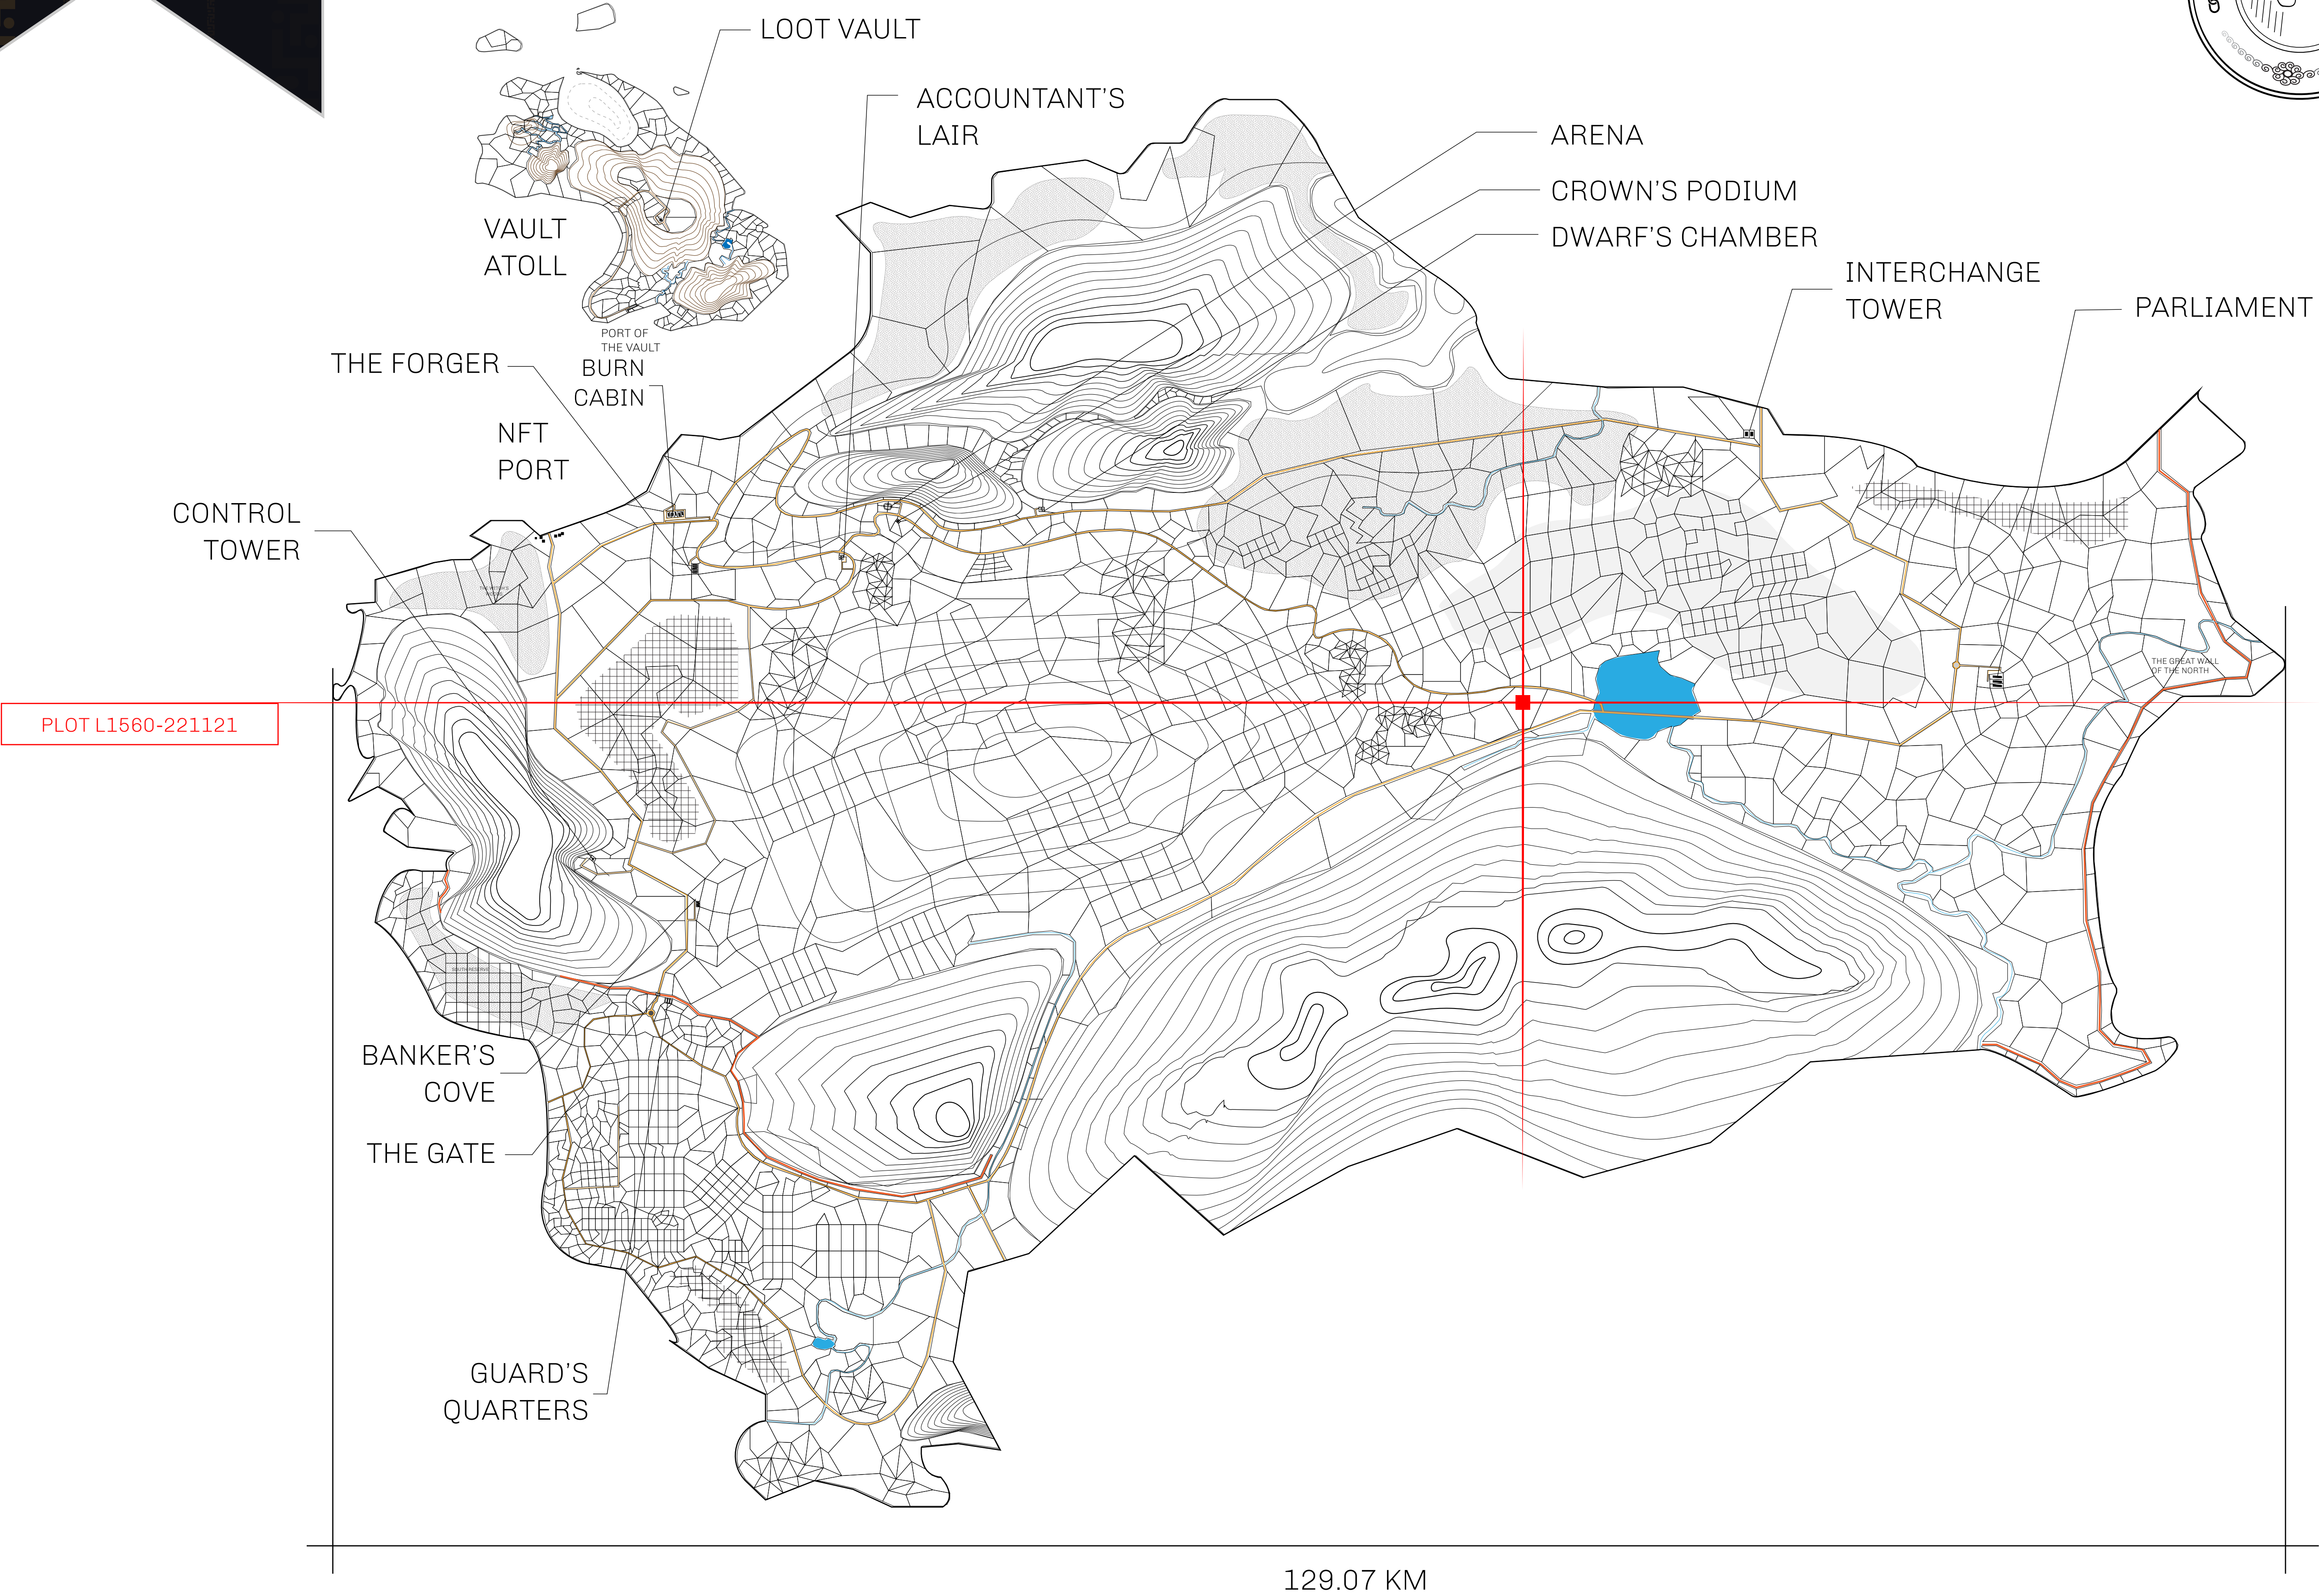 LOOT VAULT
ACCOUNTANT'S
LAIR
ARENA
CROWN'S PODIUM
DWARF'S CHAMBER
INTERCHANGE
TOWER
PARLIAMENT
VAULT
ATOLL
PORT OF
THE VAULT
THE FORGER
BURN
CABIN
NFT
PORT
CONTROL
TOWER
THE GREAT WALL
OF THE NORTH
PLOT L1560-221121
SOUTH RESERVE
BANKER'S
COVE
THE GATE
GUARD'S
QUARTERS
129.07 KM